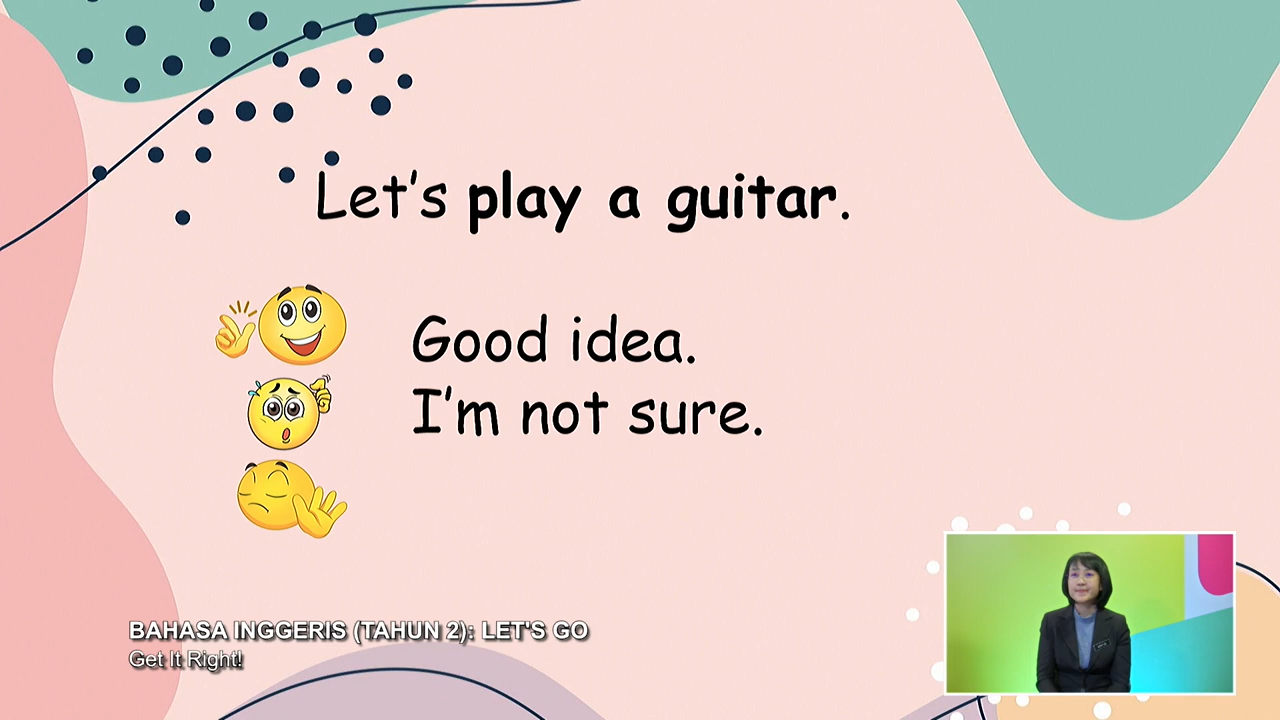 Let's play a guitar.
Good idea.
I'm not sure.
BAHASA INGGERIS (TAHUN 2): LET'S GO
Get It Right!